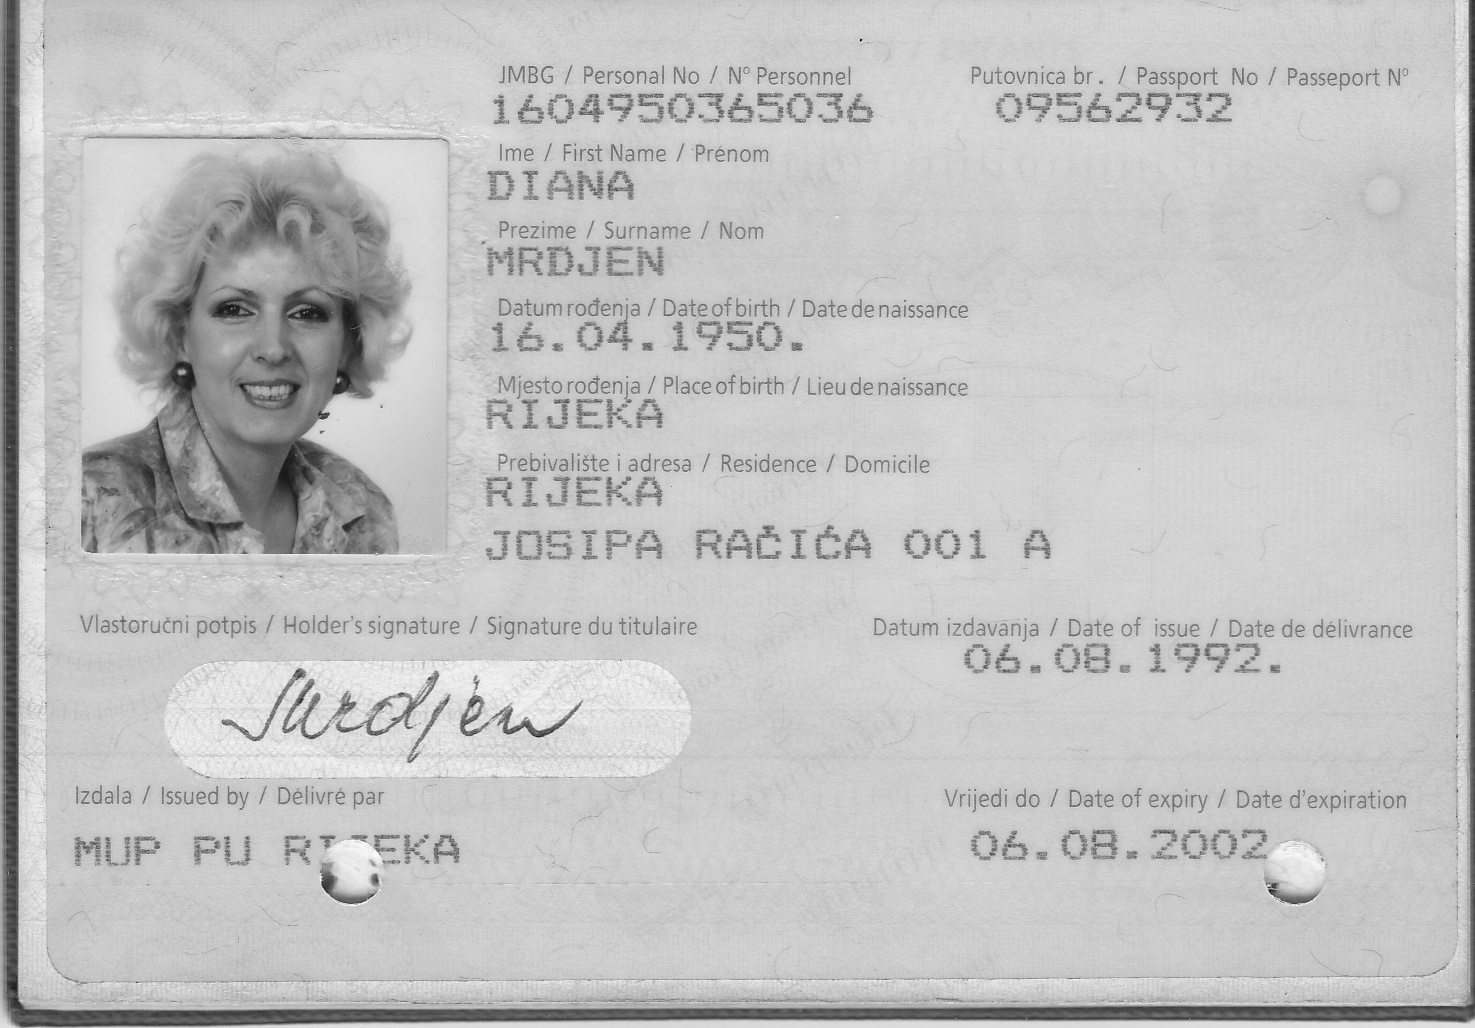 JMBG / Personal No / Nº Personnel
1604950365036
Putovnica br. / Passport No / Passeport Nº
09562932
Ime / First Name / Prénom
DIANA
Prezime / Surname / Nom
MRDJEN
Datum rođenja / Date of birth / Date de naissance
16.04.1950.
Mjesto rođenja / Place of birth / Lieu de naissance
RIJEKA
Prebivalište i adresa / Residence / Domicile
RIJEKA
JOSIPA RAČIĆA 001 A
Vlastoručni potpis / Holder's signature / Signature du titulaire
Mrdjen
Datum izdavanja / Date of issue / Date de délivrance
06.08.1992.
Izdala / Issued by / Délivré par
MUP PU RIJEKA
Vrijedi do / Date of expiry / Date d'expiration
06.08.2002